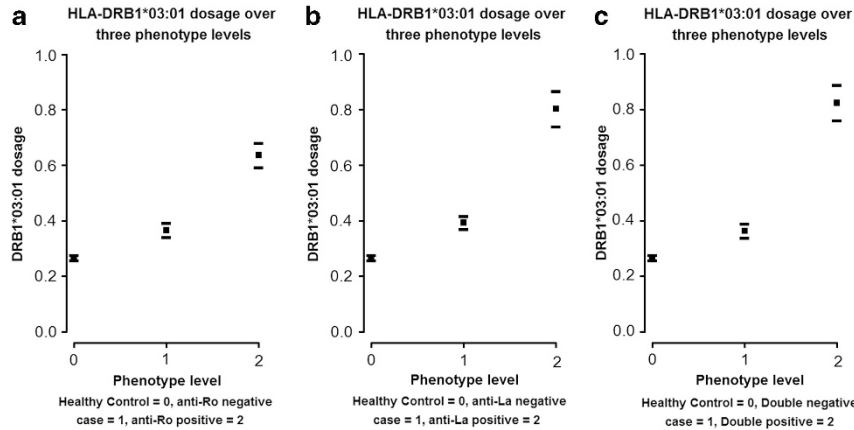 a
HLA-DRB1*03:01 dosage over
three phenotype levels
DRB1*03:01 dosage
1.0
0.8
0.6
0.4
0.2
0.0
0 1 2
Phenotype level
Healthy Control = 0, anti-Ro negative
case = 1, anti-Ro positive = 2
b
HLA-DRB1*03:01 dosage over
three phenotype levels
DRB1*03:01 dosage
1.0
0.8
0.6
0.4
0.2
0.0
0 1 2
Phenotype level
Healthy Control = 0, anti-La negative
case = 1, anti-La positive = 2
c
HLA-DRB1*03:01 dosage over
three phenotype levels
DRB1*03:01 dosage
1.0
0.8
0.6
0.4
0.2
0.0
0 1 2
Phenotype level
Healthy Control = 0, Double negative
case = 1, Double positive = 2